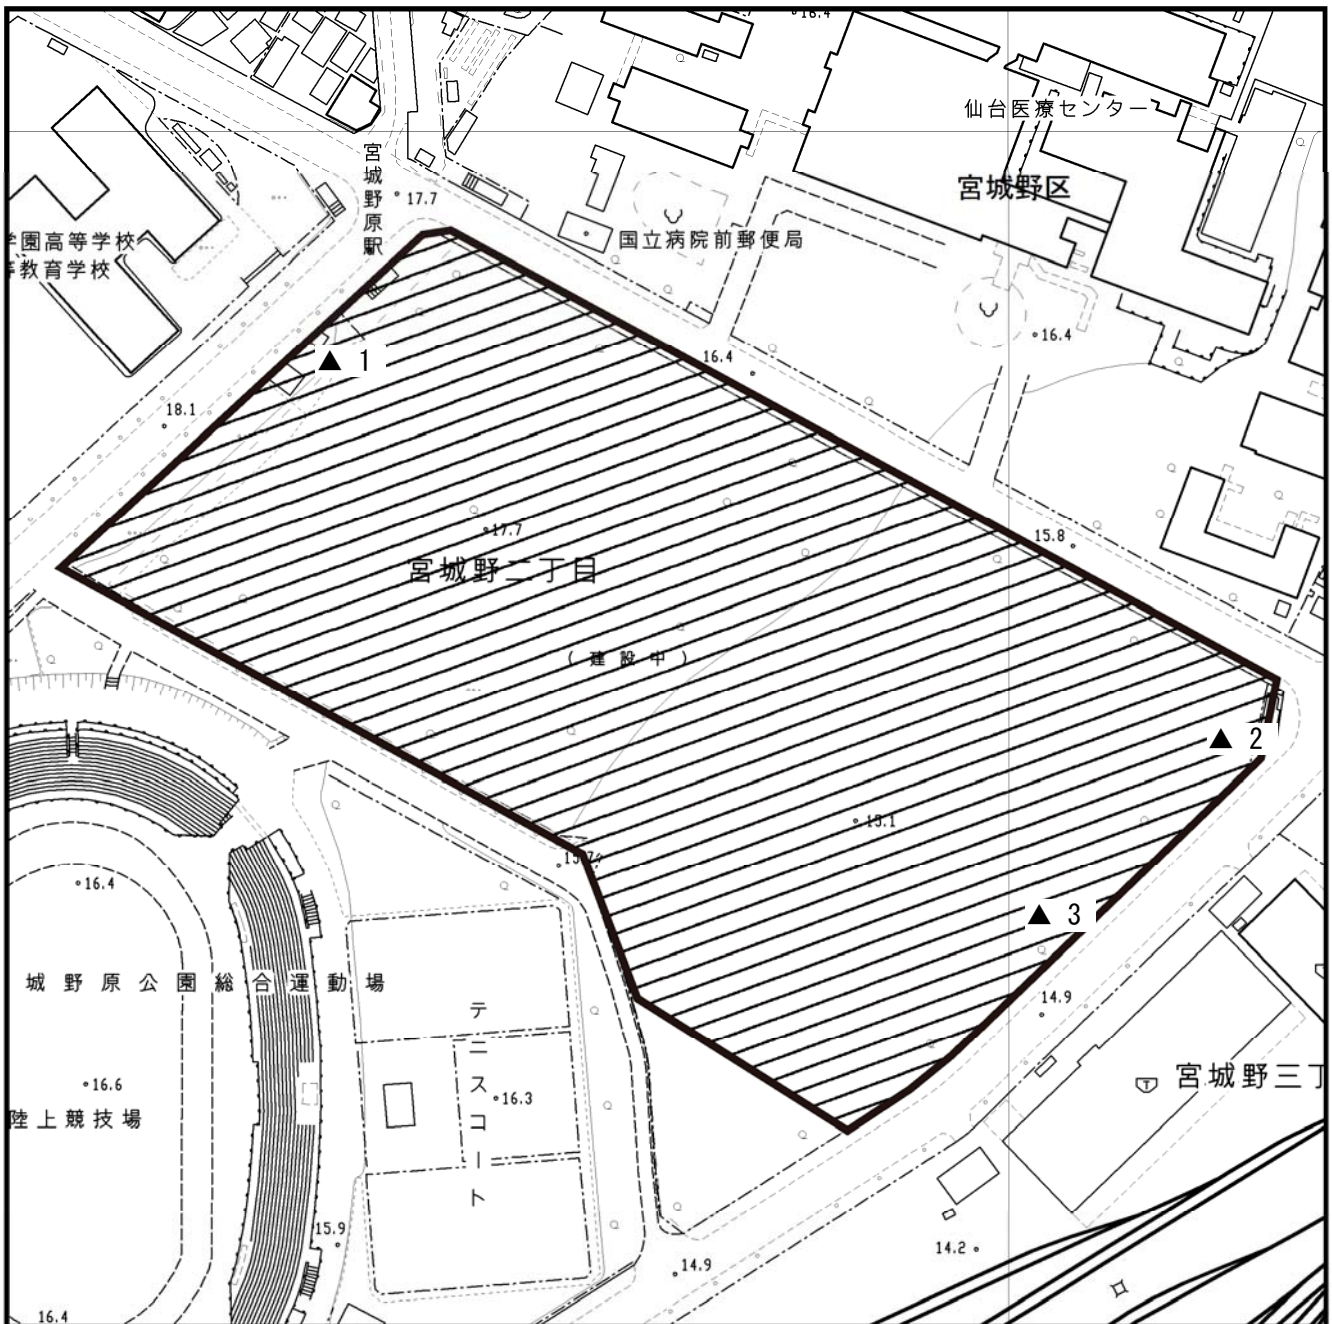 16.4
仙台医療センター
宮城野区
宮城野原駅
17.7
国立病院前郵便局
学園高等学校
等教育学校
16.4
16.4
▲ 1
18.1
17.7
15.8
宮城野二丁目
(建設中)
▲ 2
15.1
16.4
▲ 3
城野原公園総合運動場
テニスコート
14.9
宮城野三丁
16.6
16.3
陸上競技場
15.9
14.2
14.9
16.4